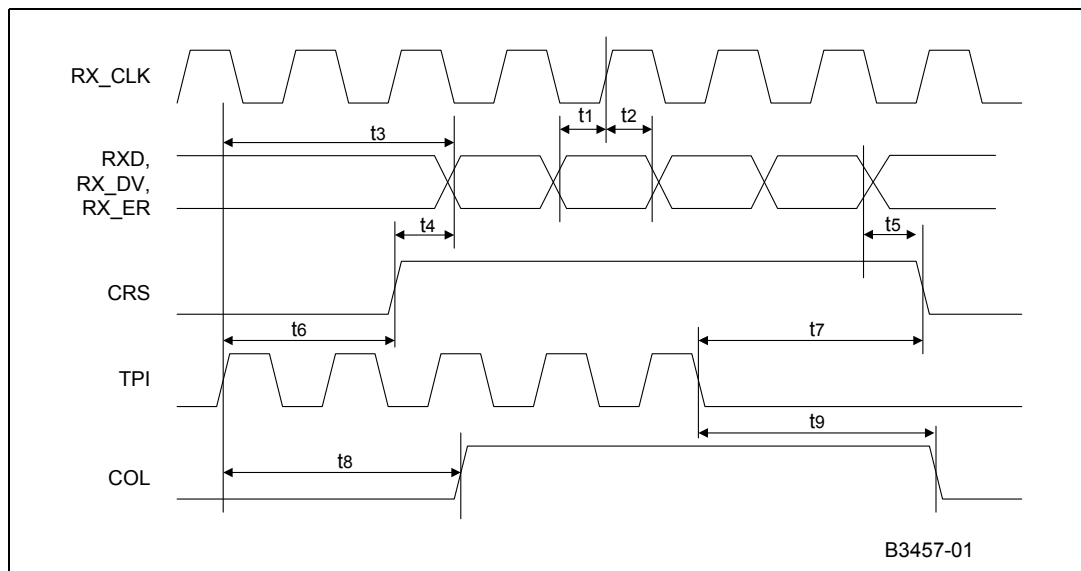 RX_CLK
t1
t2
t3
RXD,
RX_DV,
RX_ER
t4
t5
CRS
t6
t7
TPI
t9
t8
COL
B3457-01